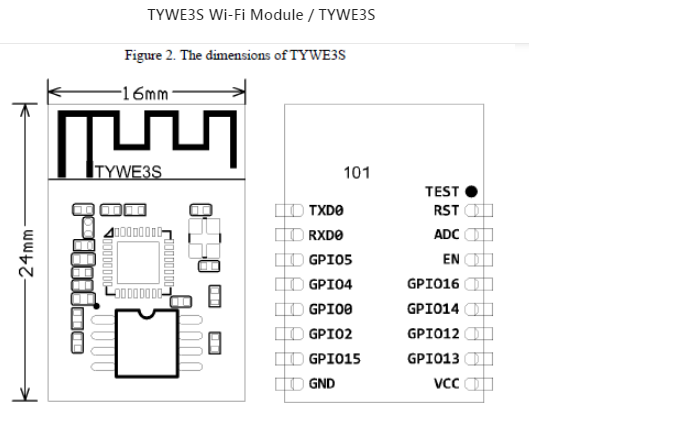 TYWE3S Wi-Fi Module / TYWE3S
Figure 2. The dimensions of TYWE3S
16mm
24mm
TYWE3S
101
TEST
TXD0 RST
RXD0 ADC
GPIO5 EN
GPIO4 GPIO16
GPIO0 GPIO14
GPIO2 GPIO12
GPIO15 GPIO13
GND VCC